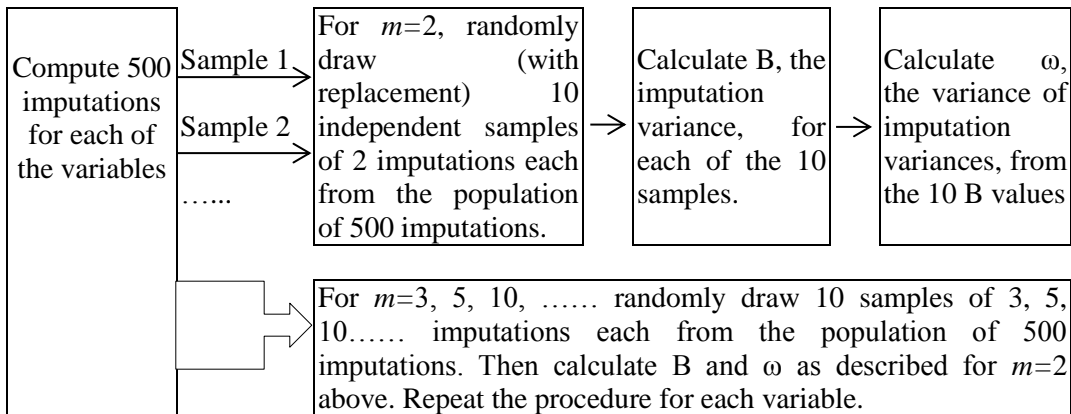 Compute 500
imputations
for each of
the variables
Sample 1
Sample 2
…...
For m=2, randomly
draw (with
replacement) 10
independent samples
of 2 imputations each
from the population
of 500 imputations.
Calculate B, the
imputation
variance, for
each of the 10
samples.
Calculate ω,
the variance of
imputation
variances, from
the 10 B values
For m=3, 5, 10, …… randomly draw 10 samples of 3, 5,
10…… imputations each from the population of 500
imputations. Then calculate B and ω as described for m=2
above. Repeat the procedure for each variable.